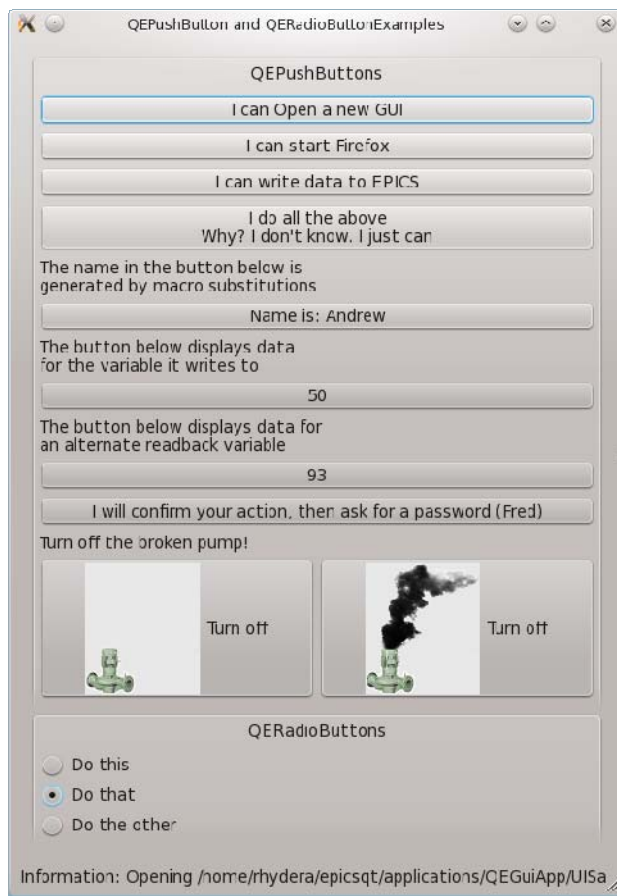 QEPushButton and QERadioButtonExamples
QEPushButtons
I can Open a new GUI
I can start Firefox
I can write data to EPICS
I do all the above
Why? I don't know. I just can
The name in the button below is
generated by macro substitutions
Name is: Andrew
The button below displays data
for the variable it writes to
50
The button below displays data for
an alternate readback variable
93
I will confirm your action, then ask for a password (Fred)
Turn off the broken pump!
Turn off
Turn off
QERadioButtons
Do this
Do that
Do the other
Information: Opening /home/rhydera/epicsqt/applications/QEGuiApp/UISa